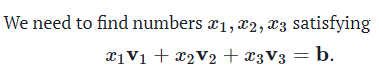 We need to find numbers x₁, x₂, x₃ satisfying
x₁v₁ + x₂v₂ + x₃v₃ = b.